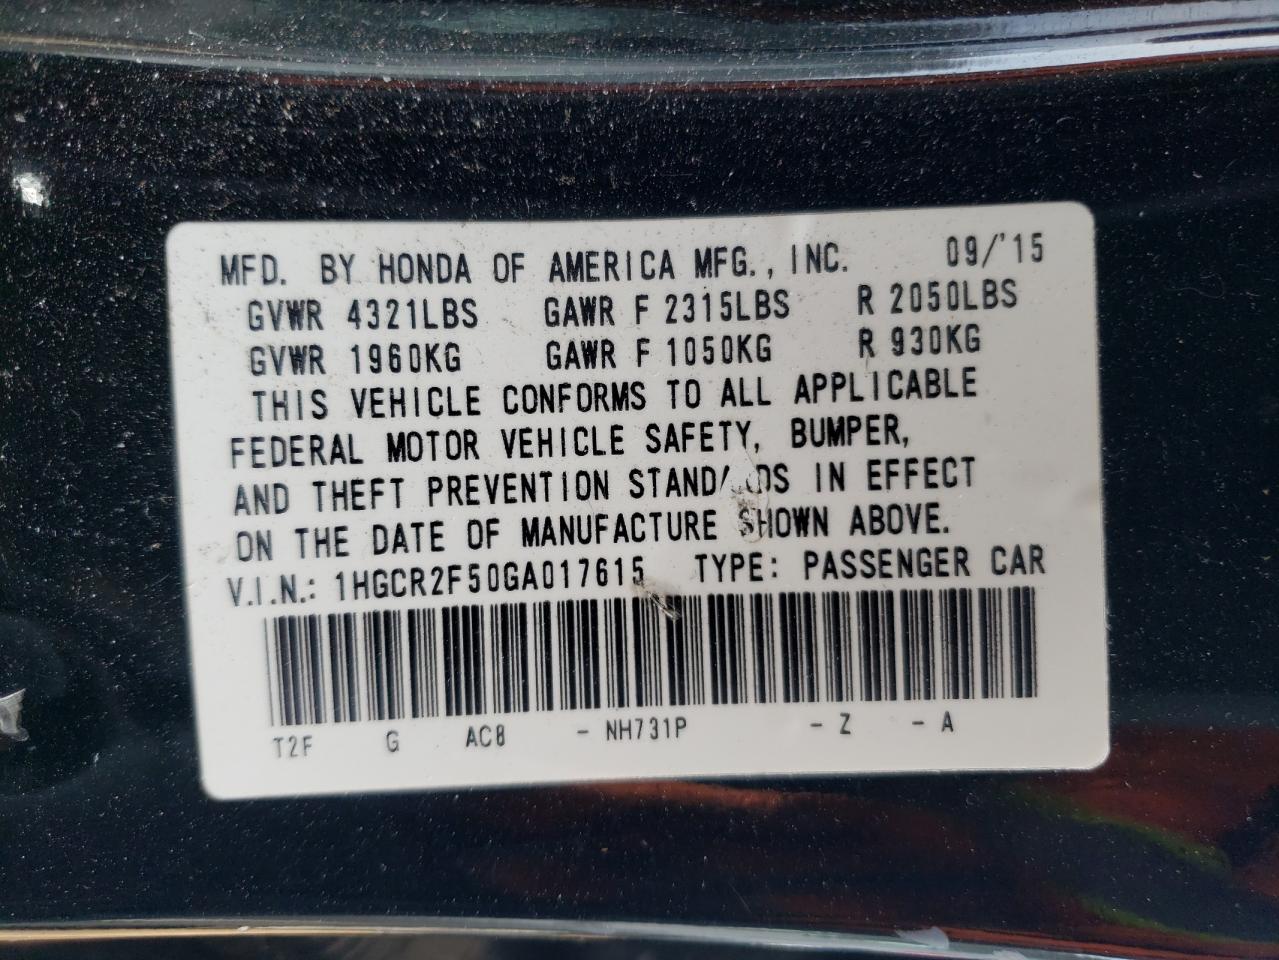 MFD. BY HONDA OF AMERICA MFG., INC. 09/'15
GVWR 4321LBS GAWR F 2315LBS R 2050LBS
GVWR 1960KG GAWR F 1050KG R 930KG
THIS VEHICLE CONFORMS TO ALL APPLICABLE
FEDERAL MOTOR VEHICLE SAFETY, BUMPER,
AND THEFT PREVENTION STANDARDS IN EFFECT
ON THE DATE OF MANUFACTURE SHOWN ABOVE.
V.I.N.: 1HGCR2F50GA017615 TYPE: PASSENGER CAR
T2F G AC8 - NH731P - Z - A